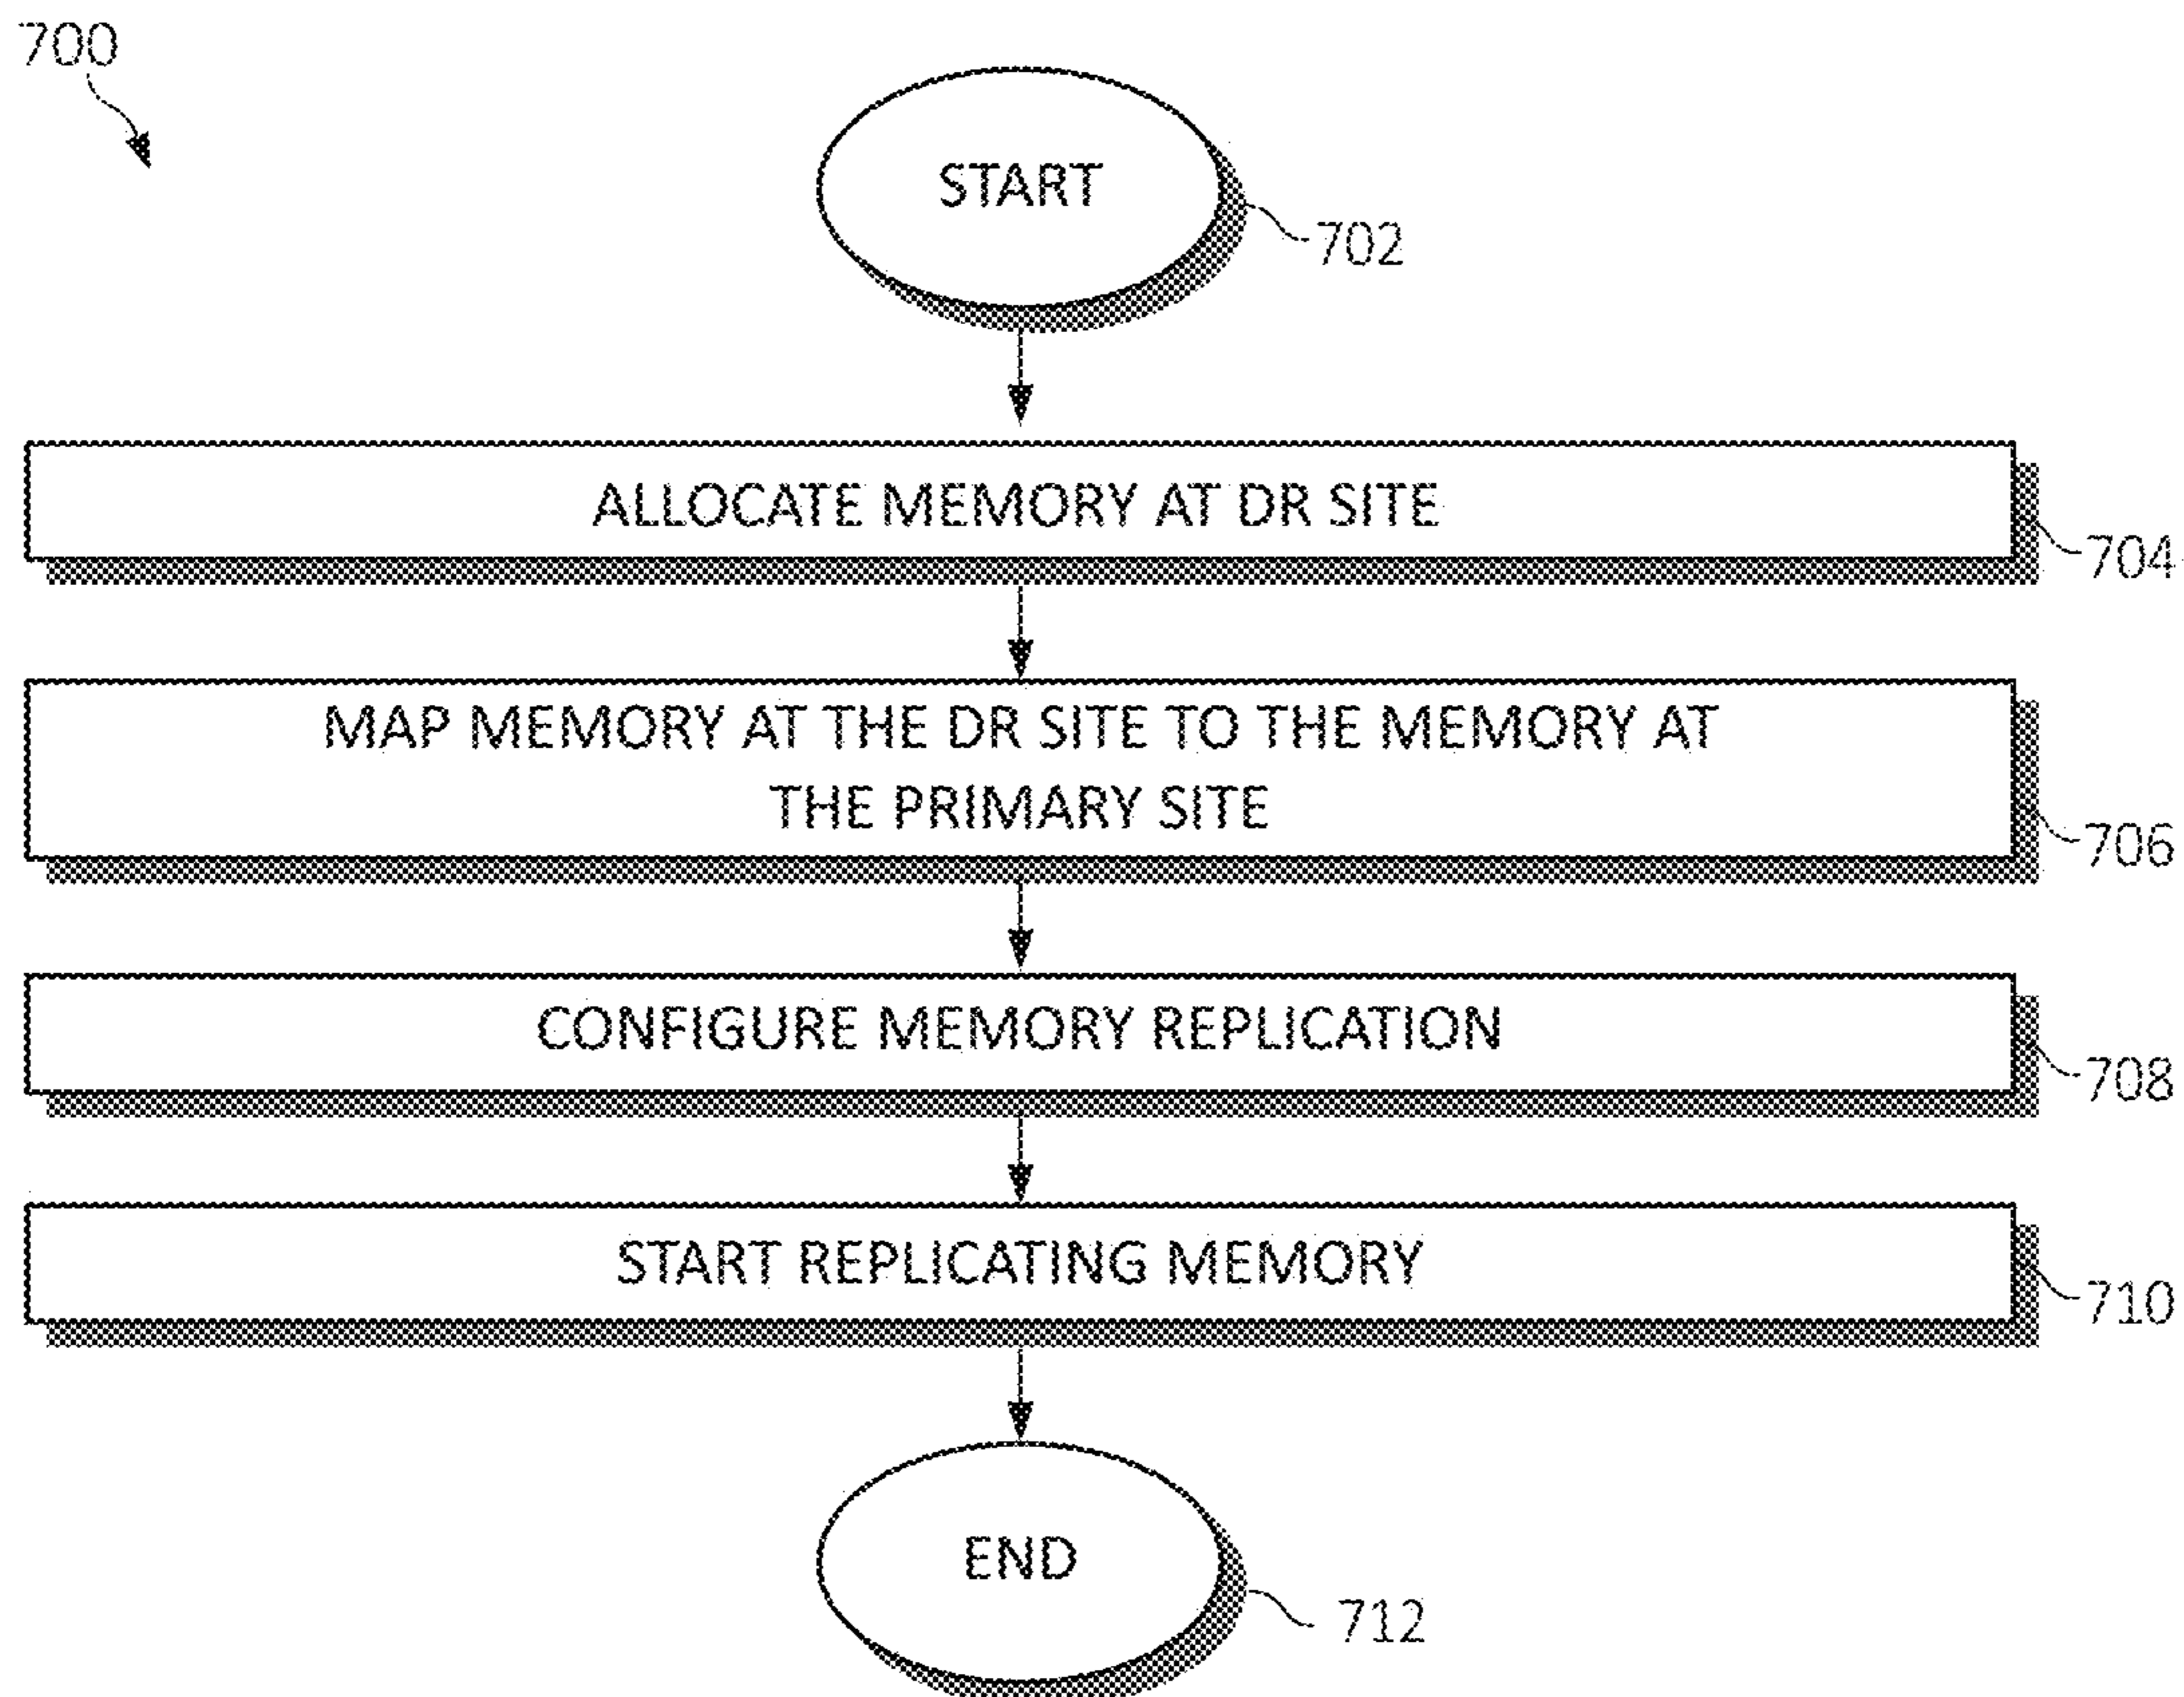 700
START
702
ALLOCATE MEMORY AT DR SITE
704
MAP MEMORY AT THE DR SITE TO THE MEMORY AT
THE PRIMARY SITE
706
CONFIGURE MEMORY REPLICATION
708
START REPLICATING MEMORY
710
END
712